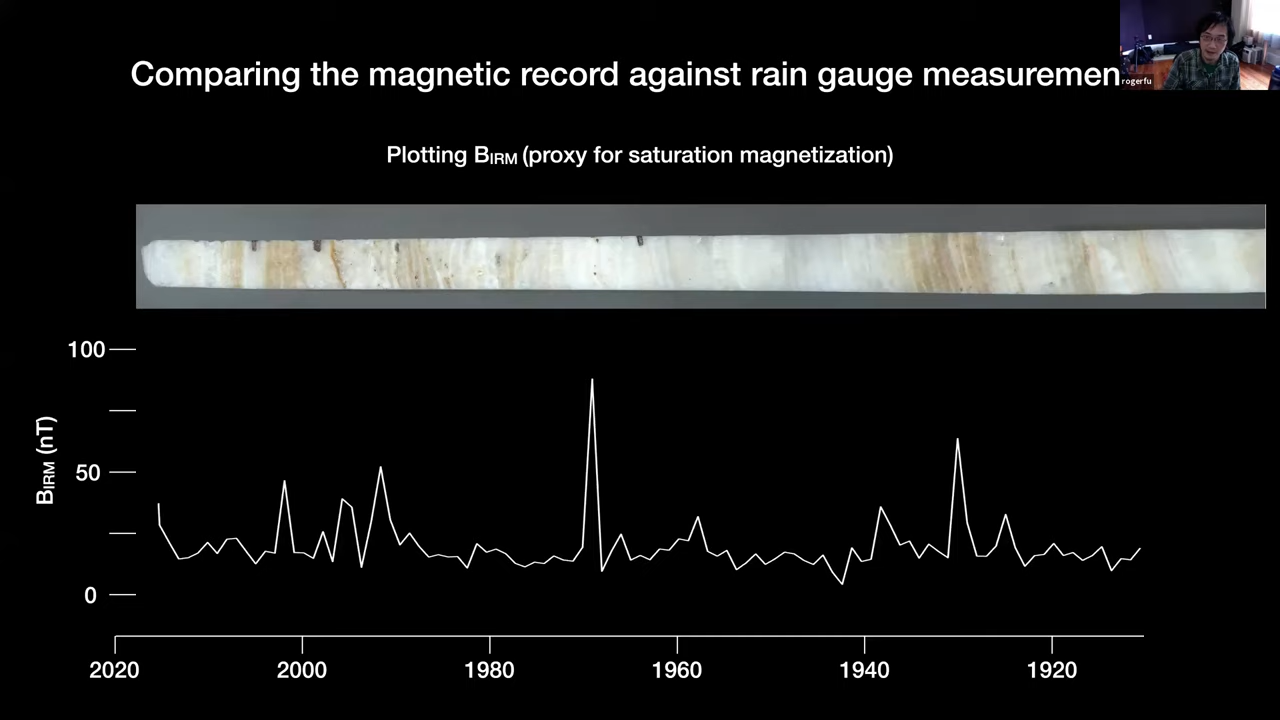 Comparing the magnetic record against rain gauge measuremen
rogerfu
Plotting BIRM (proxy for saturation magnetization)
100
50
0
BIRM (nT)
2020 2000 1980 1960 1940 1920